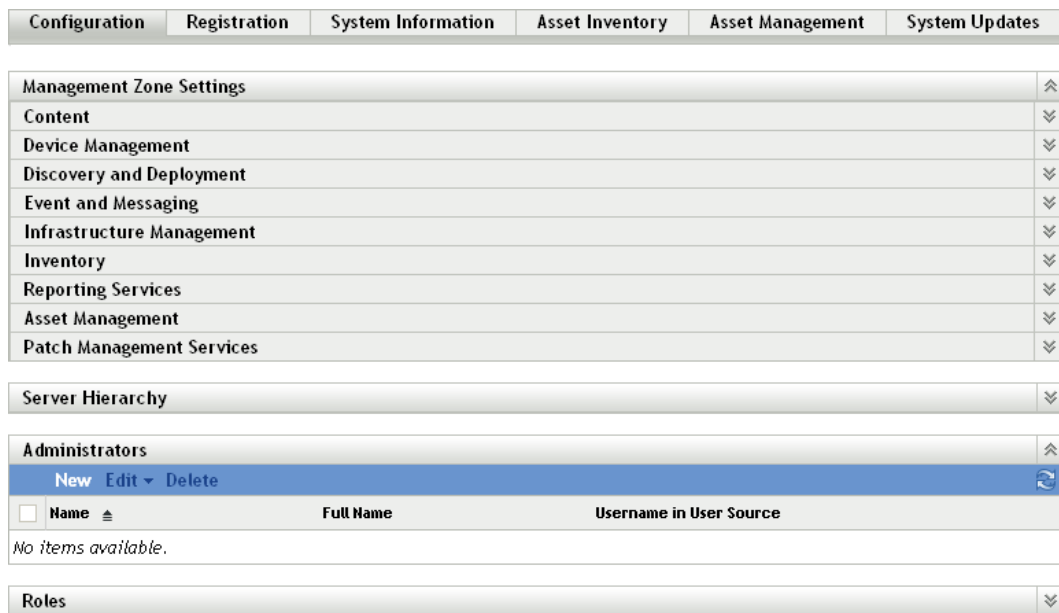 Configuration Registration System Information Asset Inventory Asset Management System Updates
Management Zone Settings
Content
Device Management
Discovery and Deployment
Event and Messaging
Infrastructure Management
Inventory
Reporting Services
Asset Management
Patch Management Services
Server Hierarchy
Administrators
New Edit Delete
Name Full Name Username in User Source
No items available.
Roles